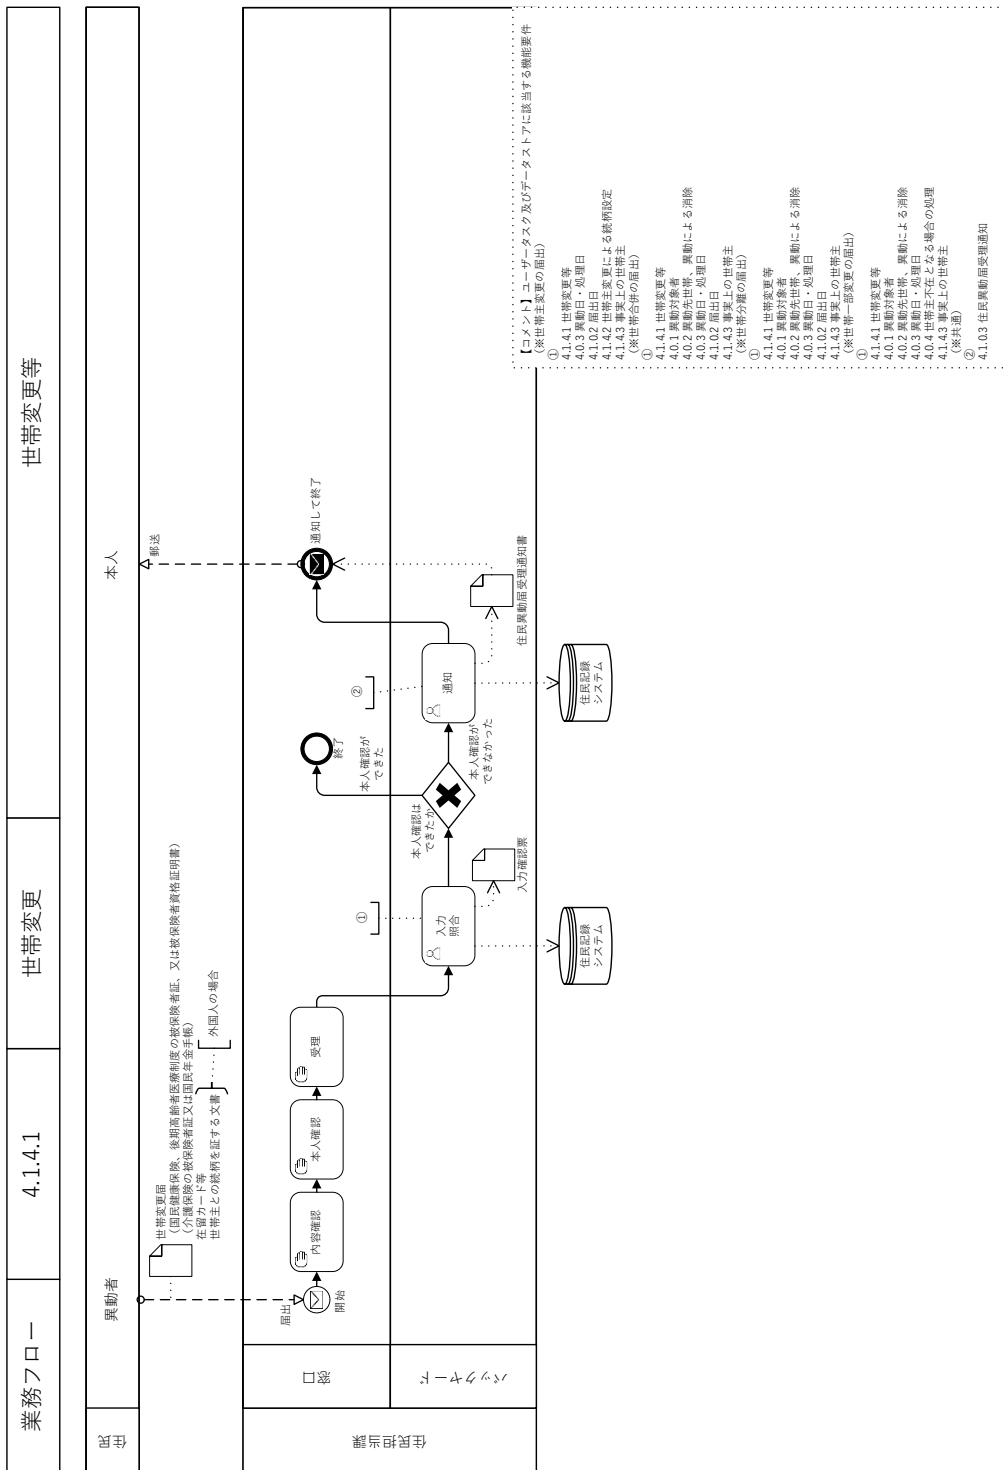 業務フロー
4.1.4.1
世帯変更
世帯変更等
住民
異動者
本人
世帯変更届
（国民健康保険、後期高齢者医療制度の被保険者証、又は被保険者資格証明書）
（介護保険の被保険者証又は国民年金手帳）
在留カード等
世帯主との続柄を証する文書
外国人の場合
郵送
住民担当課
窓口
届出
開始
内容確認
本人確認
受理
終了
通知して終了
本人確認が
できた
バックヤード
①
入力
照合
入力確認票
本人確認は
できたか
本人確認が
できなかった
②
通知
住民異動届受理通知書
住民記録
システム
住民記録
システム
【コメント】ユーザータスク及びデータストアに該当する機能要件
（※世帯主変更の届出）
①
4.1.4.1 世帯変更等
4.0.3 異動日・処理日
4.1.0.2 届出日
4.1.4.2 世帯主変更による続柄設定
4.1.4.3 事実上の世帯主
（※世帯合併の届出）
①
4.1.4.1 世帯変更等
4.0.1 異動対象者
4.0.2 異動先世帯、異動による消除
4.0.3 異動日・処理日
4.1.0.2 届出日
4.1.4.3 事実上の世帯主
（※世帯分離の届出）
①
4.1.4.1 世帯変更等
4.0.1 異動対象者
4.0.2 異動先世帯、異動による消除
4.0.3 異動日・処理日
4.1.0.2 届出日
4.1.4.3 事実上の世帯主
（※世帯一部変更の届出）
①
4.1.4.1 世帯変更等
4.0.1 異動対象者
4.0.2 異動先世帯、異動による消除
4.0.3 異動日・処理日
4.0.4 世帯主不在となる場合の処理
4.1.4.3 事実上の世帯主
（※共通）
②
4.1.0.3 住民異動届受理通知